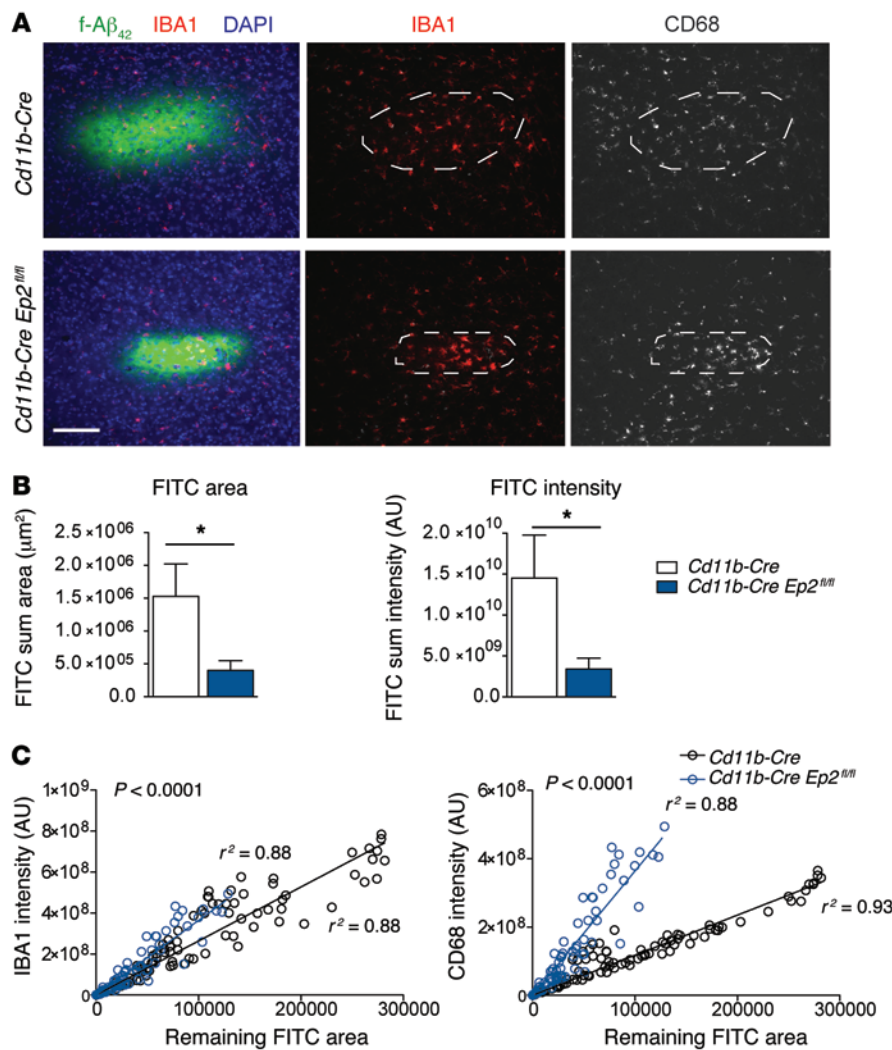 A
f-Aβ42 IBA1 DAPI
IBA1
CD68
Cd11b-Cre
Cd11b-Cre Ep2fl/fl
B
FITC area
FITC sum area (μm²)
2.5 ×10⁰⁶
2.0 ×10⁰⁶
1.5 ×10⁰⁶
1.0 ×10⁰⁶
5.0 ×10⁰⁵
0.0
*
FITC intensity
FITC sum intensity (AU)
2.0 ×10¹⁰
1.5 ×10¹⁰
1.0 ×10¹⁰
5.0 ×10⁰⁹
0.0
*
Cd11b-Cre
Cd11b-Cre Ep2fl/fl
C
IBA1 intensity (AU)
1×10⁹
8×10⁸
6×10⁸
4×10⁸
2×10⁸
0
P < 0.0001
r² = 0.88
r² = 0.88
0 100000 200000 300000
Remaining FITC area
CD68 intensity (AU)
6×10⁸
4×10⁸
2×10⁸
0
P < 0.0001
Cd11b-Cre
Cd11b-Cre Ep2fl/fl
r² = 0.88
r² = 0.93
0 100000 200000 300000
Remaining FITC area